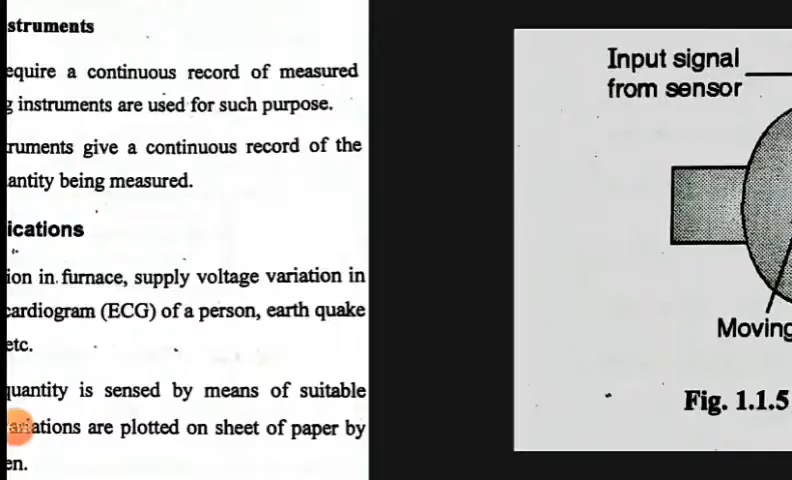 struments
equire a continuous record of measured
g instruments are used for such purpose.
ruments give a continuous record of the
antity being measured.
ications
ion in furnace, supply voltage variation in
cardiogram (ECG) of a person, earth quake
etc.
quantity is sensed by means of suitable
ariations are plotted on sheet of paper by
en.
Input signal
from sensor
Moving
Fig. 1.1.5